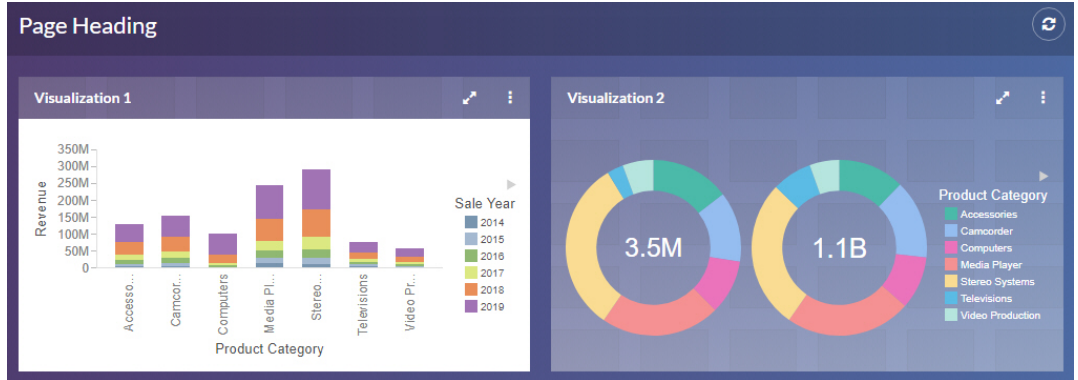 Page Heading
Visualization 1
350M
300M
250M
200M
150M
100M
50M
0
Revenue
Accesso...
Camcor...
Computers
Media Pl...
Stereo...
Televisions
Video Pr...
Product Category
Sale Year
2014
2015
2016
2017
2018
2019
Visualization 2
3.5M
1.1B
Product Category
Accessories
Camcorder
Computers
Media Player
Stereo Systems
Televisions
Video Production